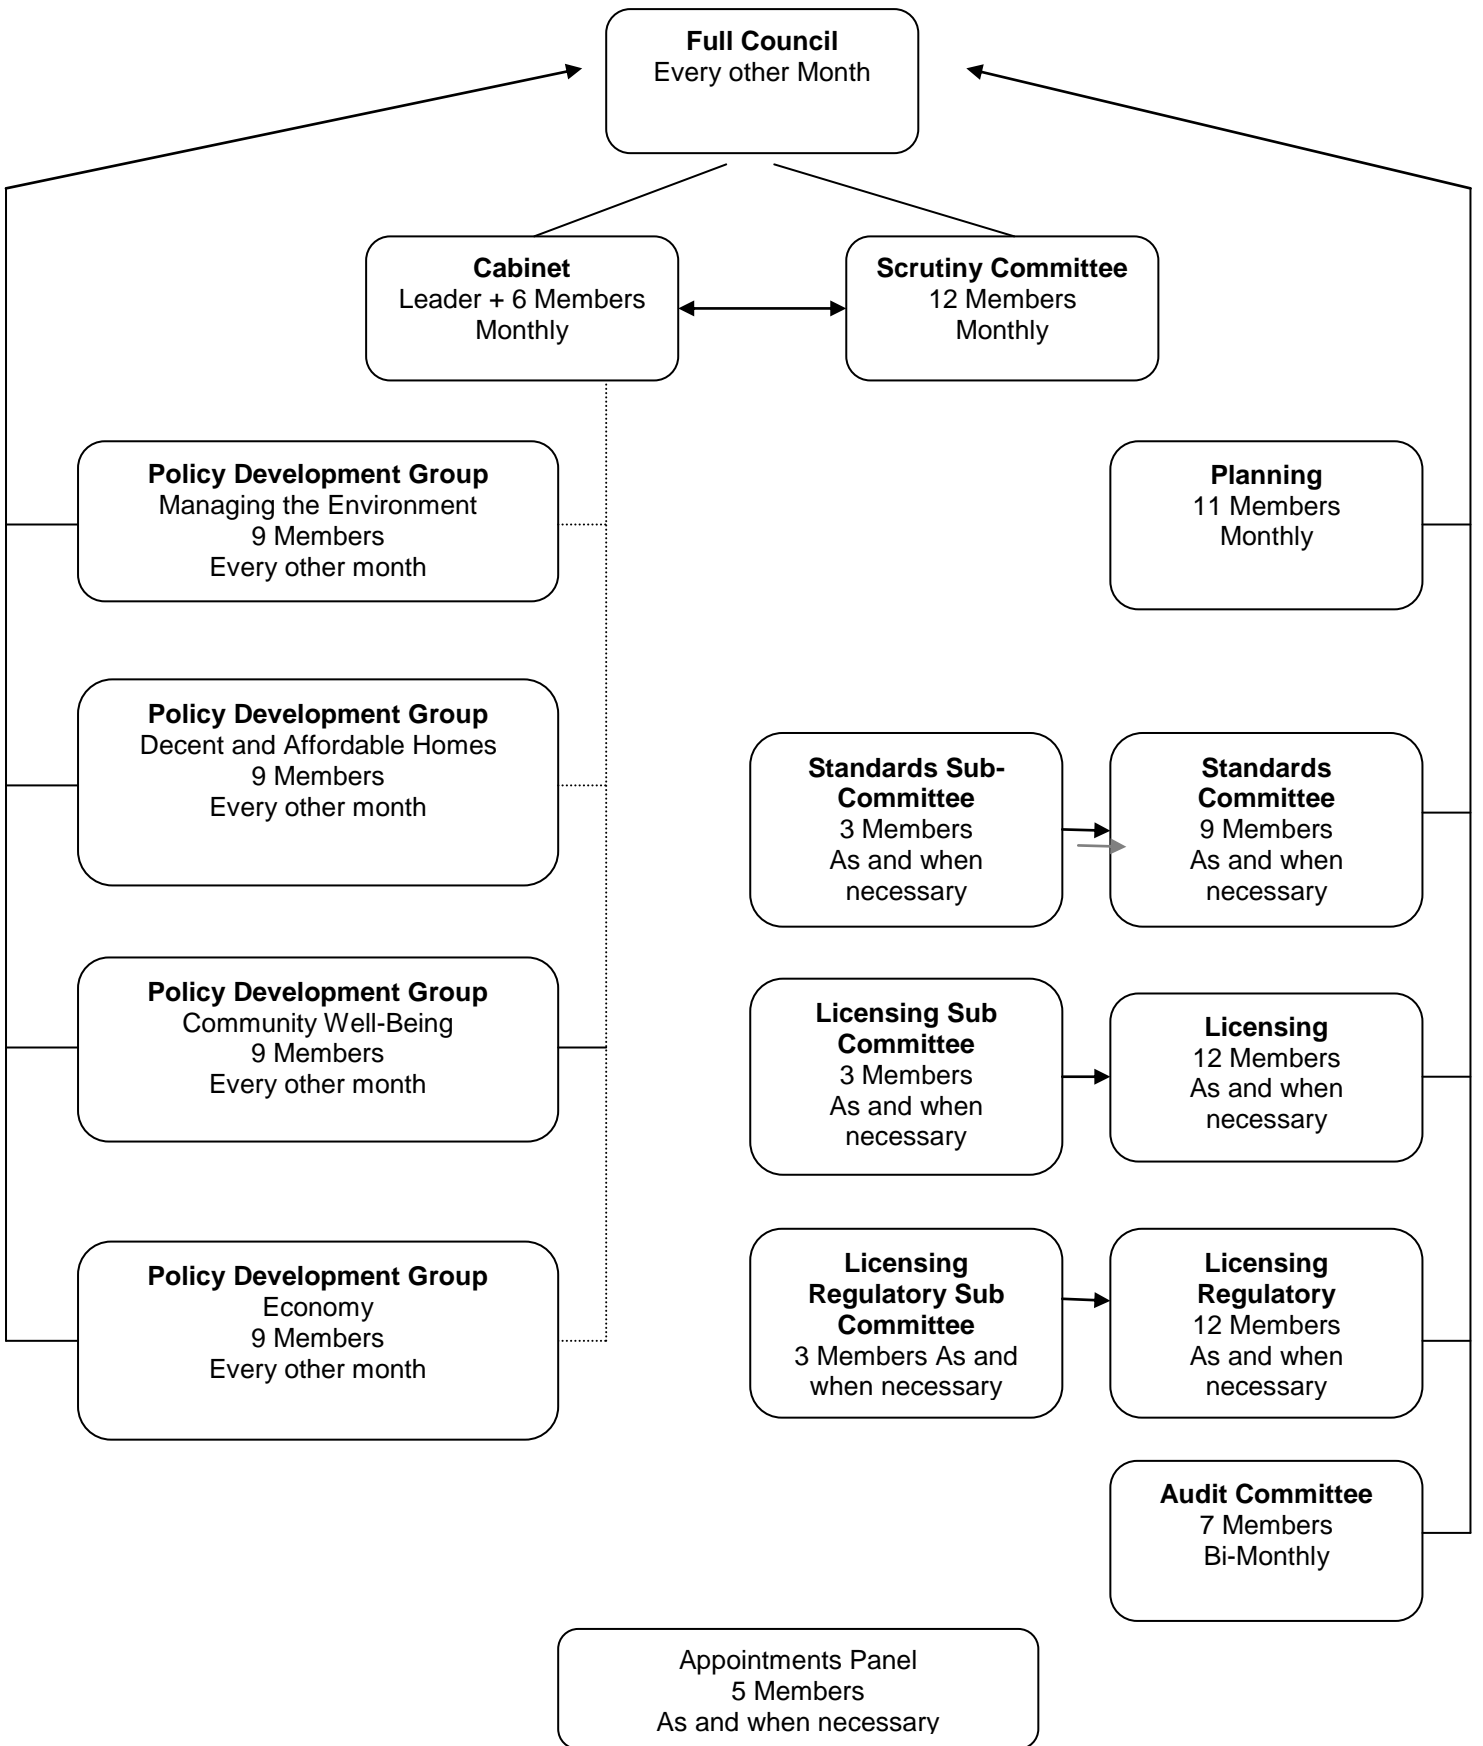 Full Council
Every other Month
Cabinet
Leader + 6 Members
Monthly
Scrutiny Committee
12 Members
Monthly
Policy Development Group
Managing the Environment
9 Members
Every other month
Planning
11 Members
Monthly
Policy Development Group
Decent and Affordable Homes
9 Members
Every other month
Standards Sub-
Committee
3 Members
As and when
necessary
Standards
Committee
9 Members
As and when
necessary
Policy Development Group
Community Well-Being
9 Members
Every other month
Licensing Sub
Committee
3 Members
As and when
necessary
Licensing
12 Members
As and when
necessary
Policy Development Group
Economy
9 Members
Every other month
Licensing
Regulatory Sub
Committee
3 Members As and
when necessary
Licensing
Regulatory
12 Members
As and when
necessary
Audit Committee
7 Members
Bi-Monthly
Appointments Panel
5 Members
As and when necessary